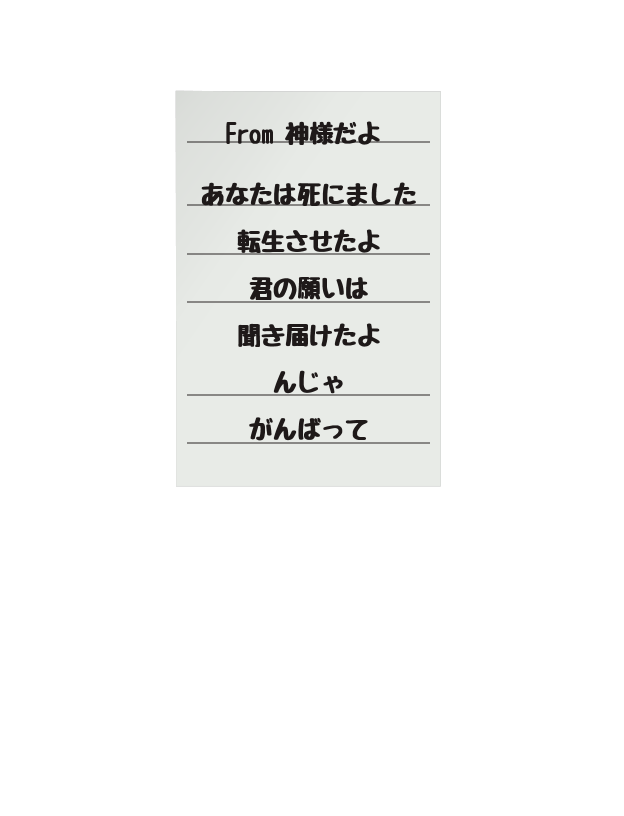 From 神様だよ
あなたは死にました
転生させたよ
君の願いは
聞き届けたよ
んじゃ
がんばって